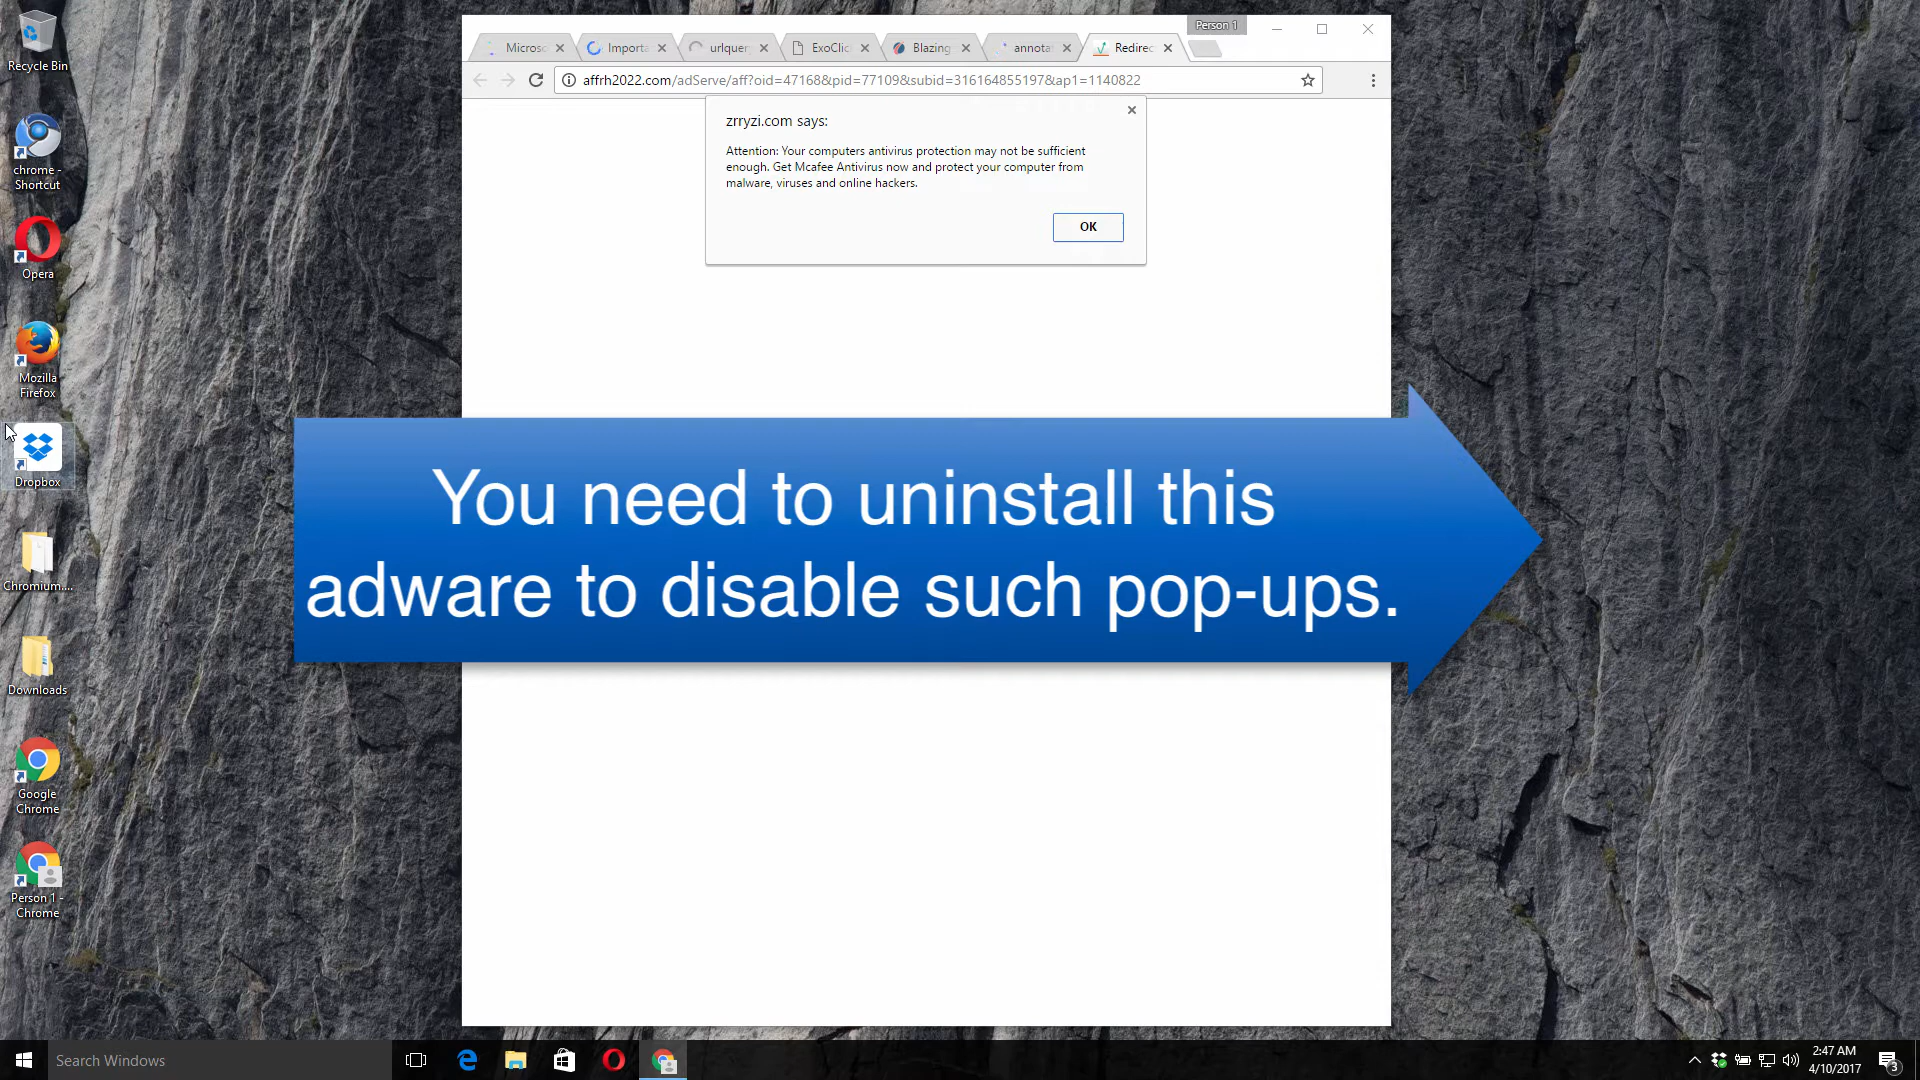 Recycle Bin
chrome -
Shortcut
Opera
Mozilla
Firefox
Dropbox
Chromium....
Downloads
Google
Chrome
Person 1 -
Chrome
Person 1
Microso
Importa
urlquer
ExoClic
Blazing
annota
Redirec
affrh2022.com/adServe/aff?oid=47168&pid=77109&subid=316164855197&ap1=1140822
zrryzi.com says:
Attention: Your computers antivirus protection may not be sufficient
enough. Get Mcafee Antivirus now and protect your computer from
malware, viruses and online hackers.
OK
You need to uninstall this
adware to disable such pop-ups.
Search Windows
2:47 AM
4/10/2017
3